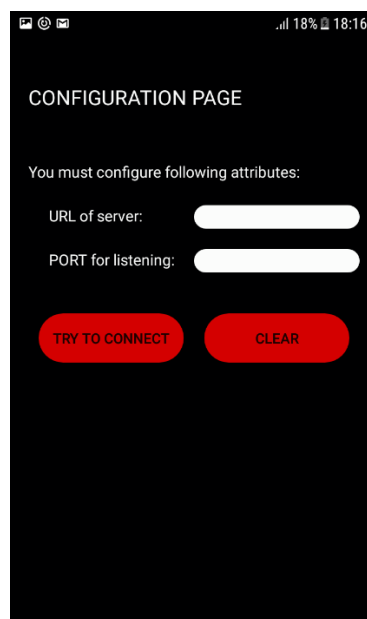 18% 18:16
CONFIGURATION PAGE
You must configure following attributes:
URL of server:
PORT for listening:
TRY TO CONNECT CLEAR